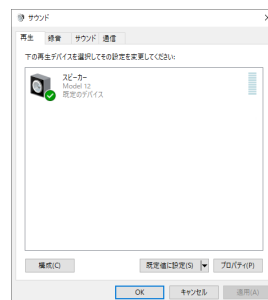 サウンド
再生 録音 サウンド 通信
下の再生デバイスを選択してその設定を変更してください:
スピーカー
Model 12
既定のデバイス
構成(C) 既定値に設定(S) プロパティ(P)
OK キャンセル 適用(A)